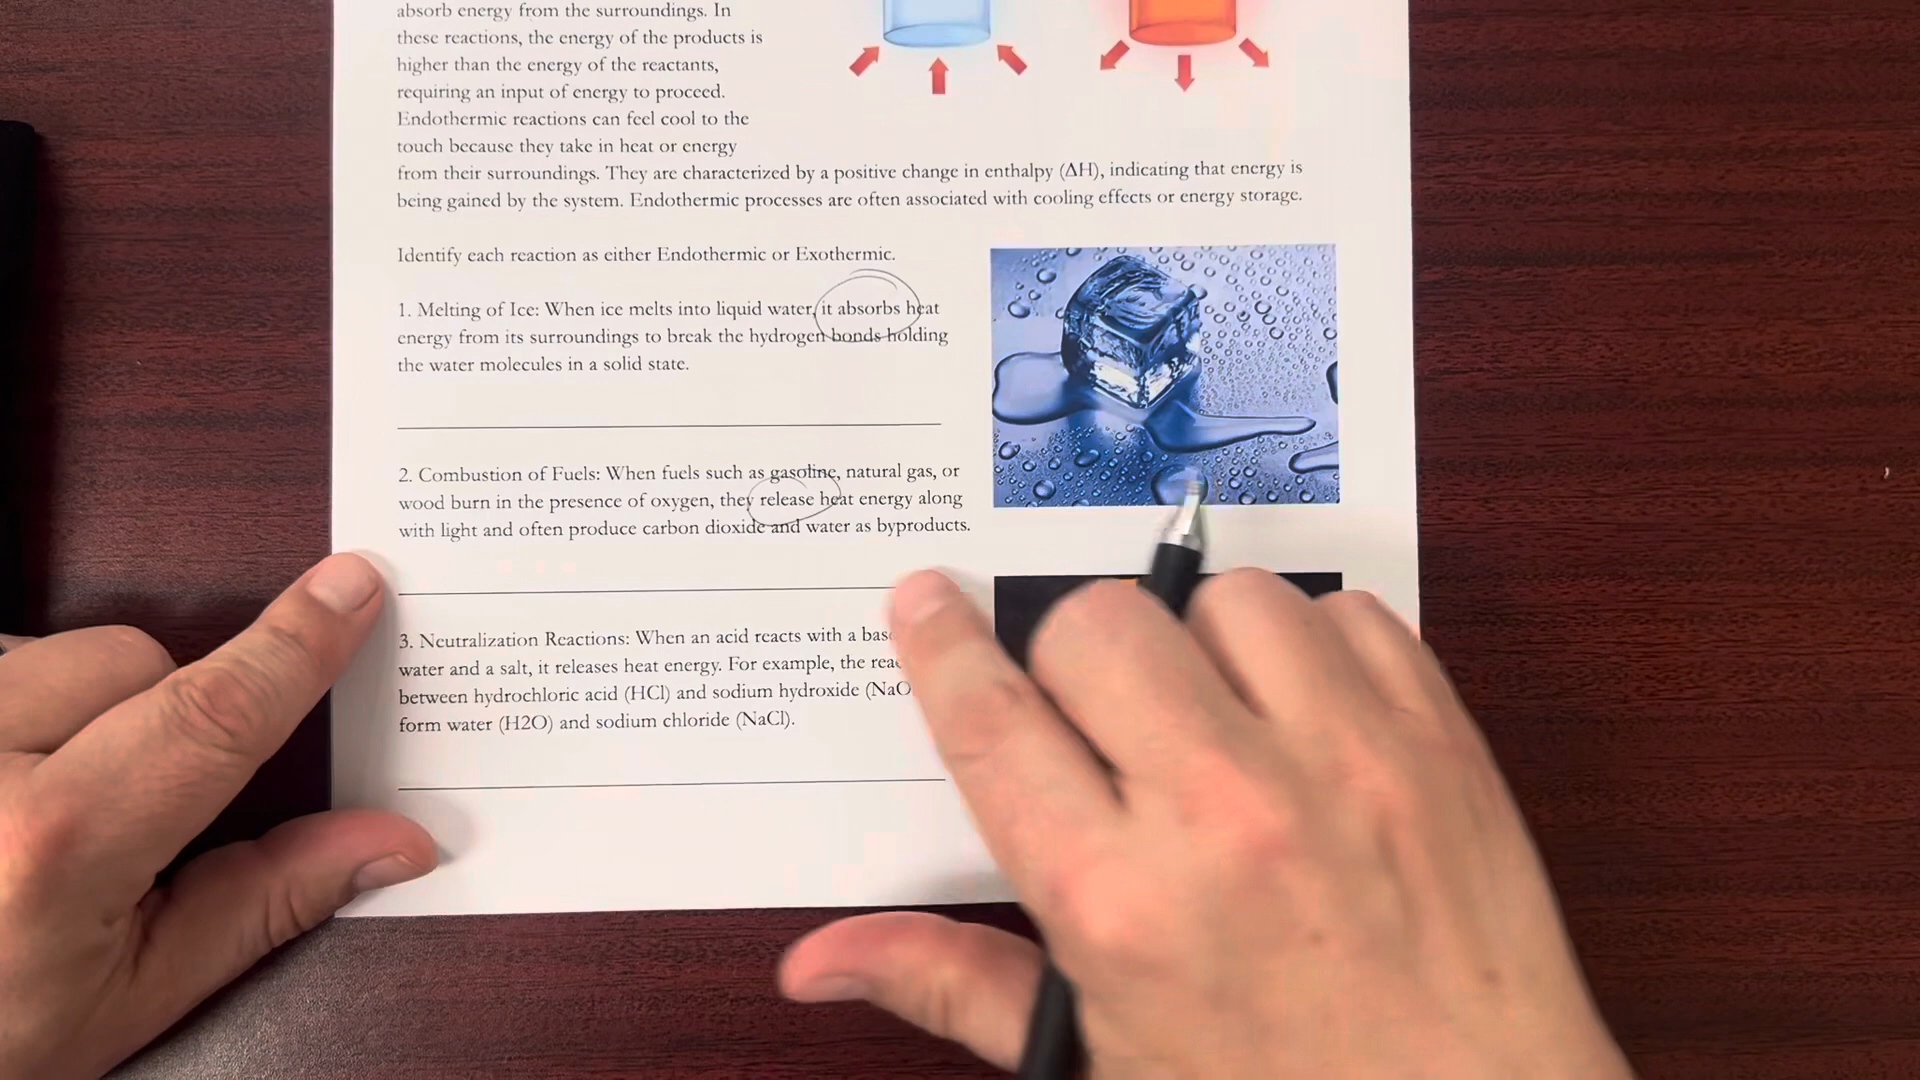 absorb energy from the surroundings. In
these reactions, the energy of the products is
higher than the energy of the reactants,
requiring an input of energy to proceed.
Endothermic reactions can feel cool to the
touch because they take in heat or energy
from their surroundings. They are characterized by a positive change in enthalpy (ΔH), indicating that energy is
being gained by the system. Endothermic processes are often associated with cooling effects or energy storage.
Identify each reaction as either Endothermic or Exothermic.
1. Melting of Ice: When ice melts into liquid water, it absorbs heat
energy from its surroundings to break the hydrogen bonds holding
the water molecules in a solid state.
2. Combustion of Fuels: When fuels such as gasoline, natural gas, or
wood burn in the presence of oxygen, they release heat energy along
with light and often produce carbon dioxide and water as byproducts.
3. Neutralization Reactions: When an acid reacts with a
water and a salt, it releases heat energy. For example, the
between hydrochloric acid (HCl) and sodium hydroxide
form water (H2O) and sodium chloride (NaCl).